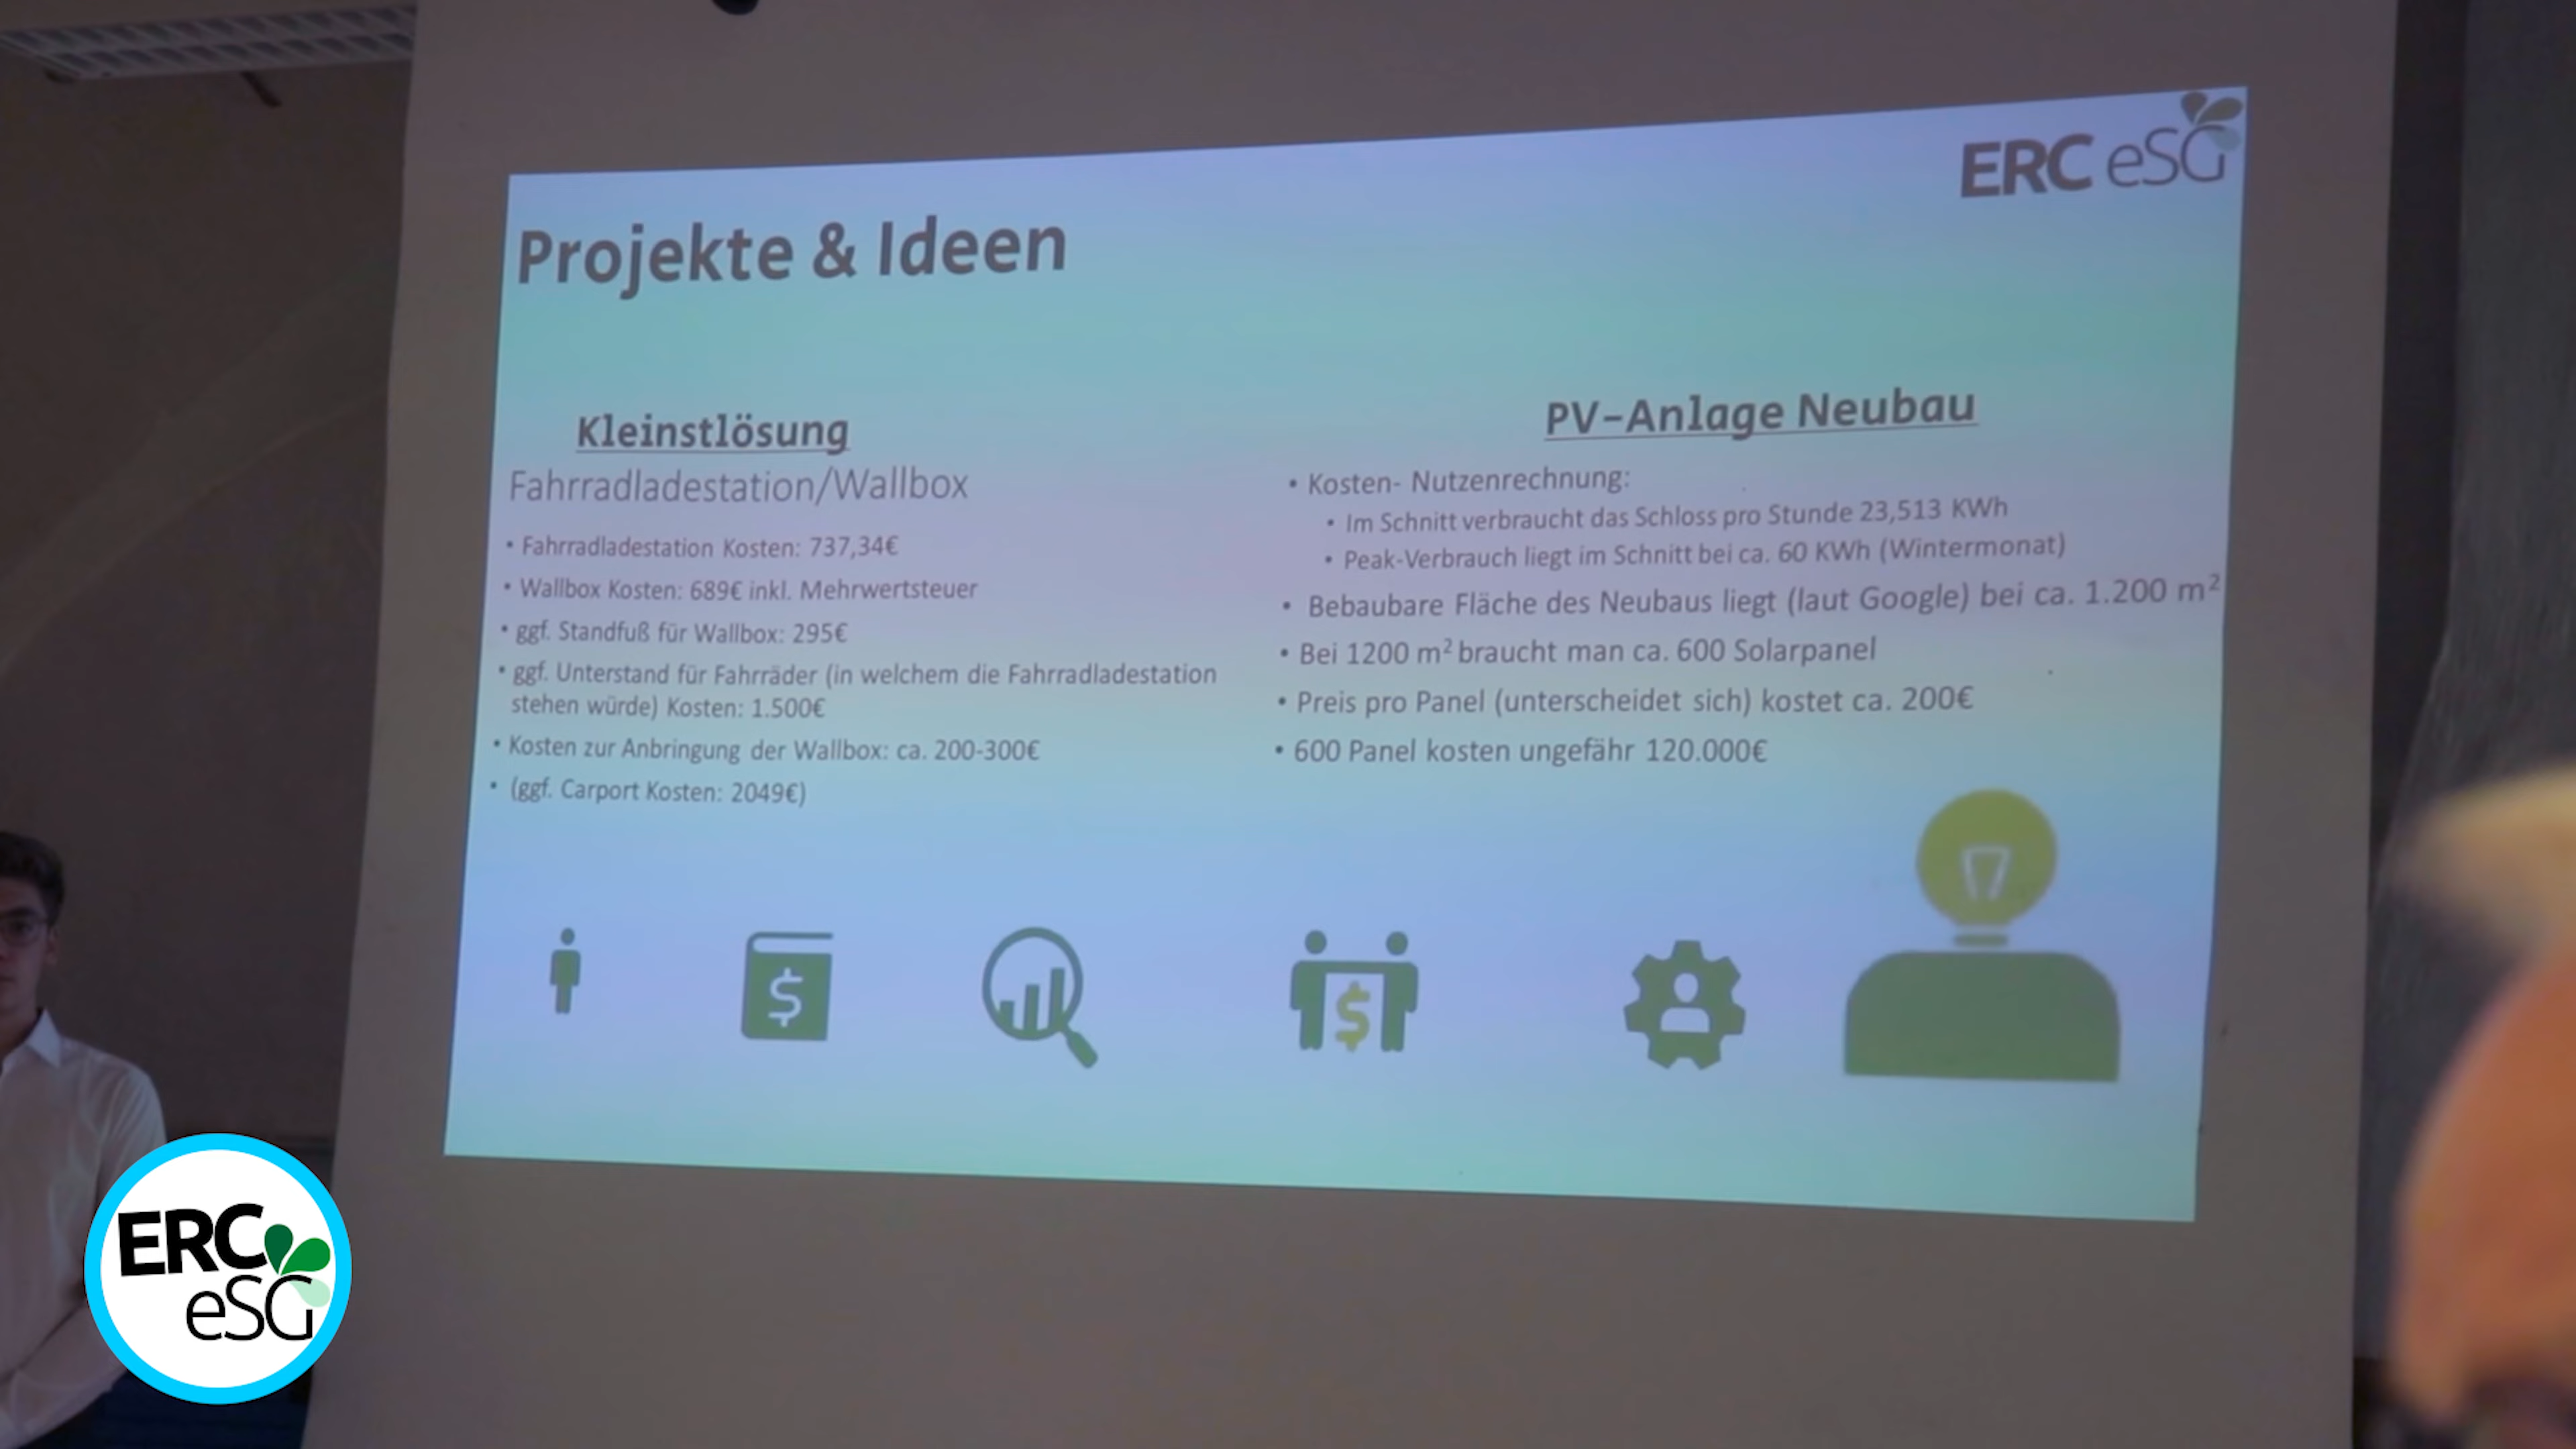 ERC eSG
Projekte & Ideen
Kleinstlösung
Fahrradladestation/Wallbox
• Fahrradladestation Kosten: 737,34€
• Wallbox Kosten: 689€ inkl. Mehrwertsteuer
• ggf. Standfuß für Wallbox: 295€
• ggf. Unterstand für Fahrräder (in welchem die Fahrradladestation
stehen würde) Kosten: 1.500€
• Kosten zur Anbringung der Wallbox: ca. 200-300€
• (ggf. Carport Kosten: 2049€)
PV-Anlage Neubau
• Kosten- Nutzenrechnung:
• Im Schnitt verbraucht das Schloss pro Stunde 23,513 KWh
• Peak-Verbrauch liegt im Schnitt bei ca. 60 KWh (Wintermonat)
• Bebaubare Fläche des Neubaus liegt (laut Google) bei ca. 1.200 m²
• Bei 1200 m² braucht man ca. 600 Solarpanel
• Preis pro Panel (unterscheidet sich) kostet ca. 200€
• 600 Panel kosten ungefähr 120.000€
$
$
ERC
eSG